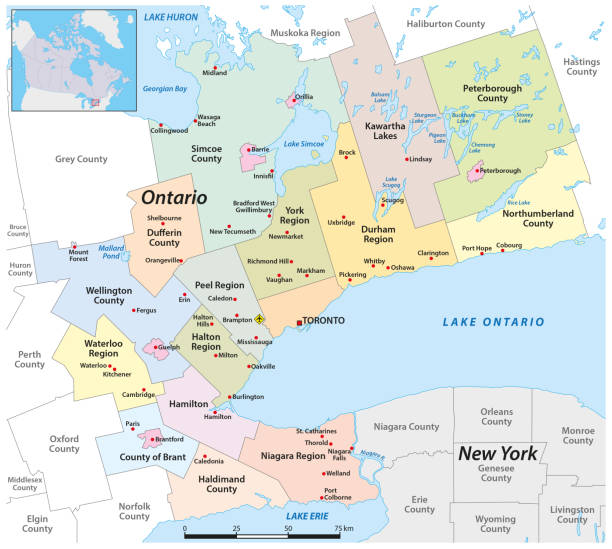 LAKE HURON
Muskoka Region
Haliburton County
Hastings
County
Georgian Bay
Midland
Orillia
Balsam
Lake
Sturgeon
Lake
Buckham
Lake
Stoney
Lake
Peterborough
County
Wasaga
Beach
Collingwood
Kawartha
Lakes
Pigeon
Lake
Chemong
Lake
Grey County
Simcoe
County
Barrie
Lake Simcoe
Brock
Lindsay
Innisfil
Peterborough
Ontario
Lake
Scugog
Scugog
Rice Lake
Bradford West
Gwillimbury
York
Region
Northumberland
County
Shelbourne
Dufferin
County
New Tecumseth
Newmarket
Uxbridge
Durham
Region
Bruce
County
Mount
Forest
Mallard
Pond
Orangeville
Richmond Hill
Markham
Vaughan
Pickering
Whitby
Oshawa
Clarington
Port Hope
Cobourg
Huron
County
Wellington
County
Peel Region
Erin
Caledon
Fergus
Halton
Hills
Brampton
TORONTO
LAKE ONTARIO
Waterloo
Region
Guelph
Halton
Region
Mississauga
Milton
Perth
County
Waterloo
Kitchener
Oakville
Cambridge
Burlington
Hamilton
Hamilton
Paris
Brantford
County of Brant
Oxford
County
St. Catharines
Thorold
Niagara
Falls
Niagara R.
Niagara Region
Welland
Port
Colborne
Caledonia
Haldimand
County
Niagara County
Orleans
County
Monroe
County
New York
Genesee
County
Middlesex
County
Elgin
County
Norfolk
County
LAKE ERIE
Erie
County
Wyoming
County
Livingston
County
0 25 50 75 km